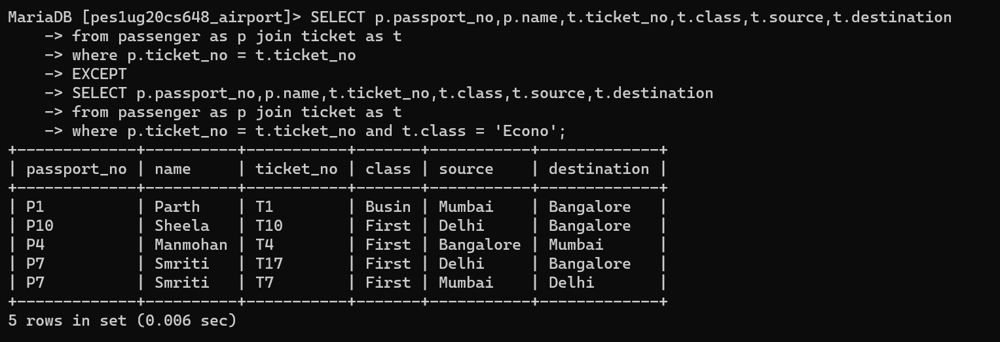 MariaDB [pes1ug20cs648_airport]> SELECT p.passport_no,p.name,t.ticket_no,t.class,t.source,t.destination
    -> from passenger as p join ticket as t
    -> where p.ticket_no = t.ticket_no
    -> EXCEPT
    -> SELECT p.passport_no,p.name,t.ticket_no,t.class,t.source,t.destination
    -> from passenger as p join ticket as t
    -> where p.ticket_no = t.ticket_no and t.class = 'Econo';
+-------------+----------+-----------+-------+-----------+-------------+
| passport_no | name     | ticket_no | class | source    | destination |
+-------------+----------+-----------+-------+-----------+-------------+
| P1          | Parth    | T1        | Busin | Mumbai    | Bangalore   |
| P10         | Sheela   | T10       | First | Delhi     | Bangalore   |
| P4          | Manmohan | T4        | First | Bangalore | Mumbai      |
| P7          | Smriti   | T17       | First | Delhi     | Bangalore   |
| P7          | Smriti   | T7        | First | Mumbai    | Delhi       |
+-------------+----------+-----------+-------+-----------+-------------+
5 rows in set (0.006 sec)